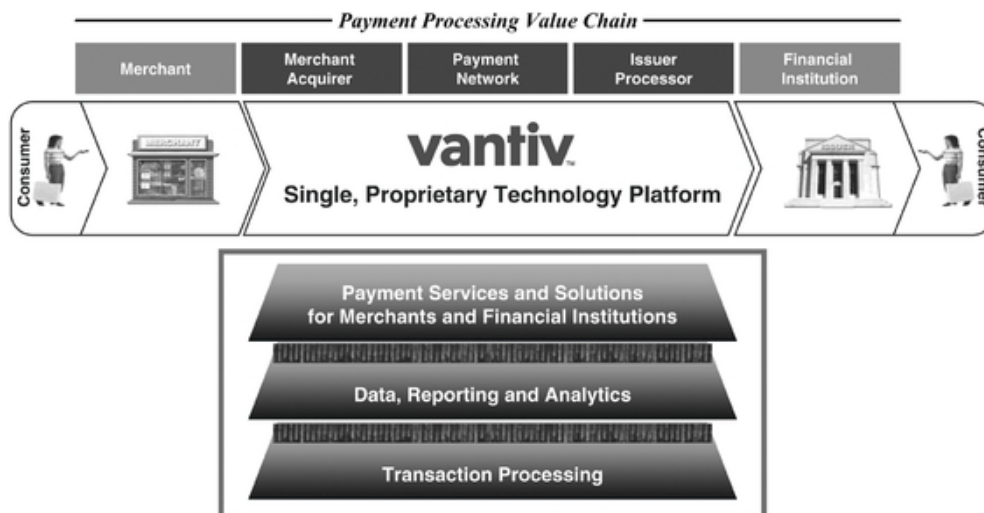 Payment Processing Value Chain
Merchant
Merchant
Acquirer
Payment
Network
Issuer
Processor
Financial
Institution
Consumer
MERCHANT
vantiv™
Single, Proprietary Technology Platform
ISSUER
Consumer
Payment Services and Solutions
for Merchants and Financial Institutions
Data, Reporting and Analytics
Transaction Processing